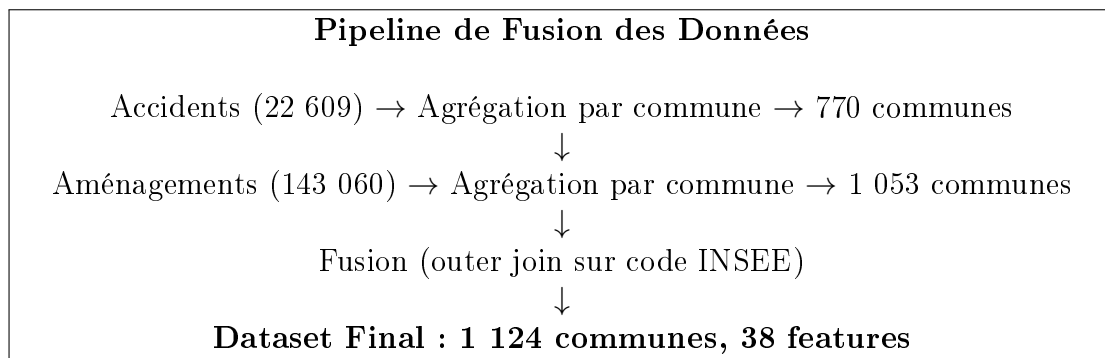 Pipeline de Fusion des Données
Accidents (22 609) → Agrégation par commune → 770 communes
↓
Aménagements (143 060) → Agrégation par commune → 1 053 communes
↓
Fusion (outer join sur code INSEE)
↓
Dataset Final : 1 124 communes, 38 features